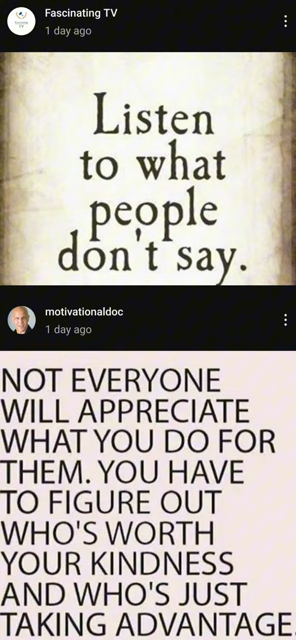 Fascinating TV
1 day ago
Listen
to what
people
don't say.
motivationaldoc
1 day ago
NOT EVERYONE
WILL APPRECIATE
WHAT YOU DO FOR
THEM. YOU HAVE
TO FIGURE OUT
WHO'S WORTH
YOUR KINDNESS
AND WHO'S JUST
TAKING ADVANTAGE